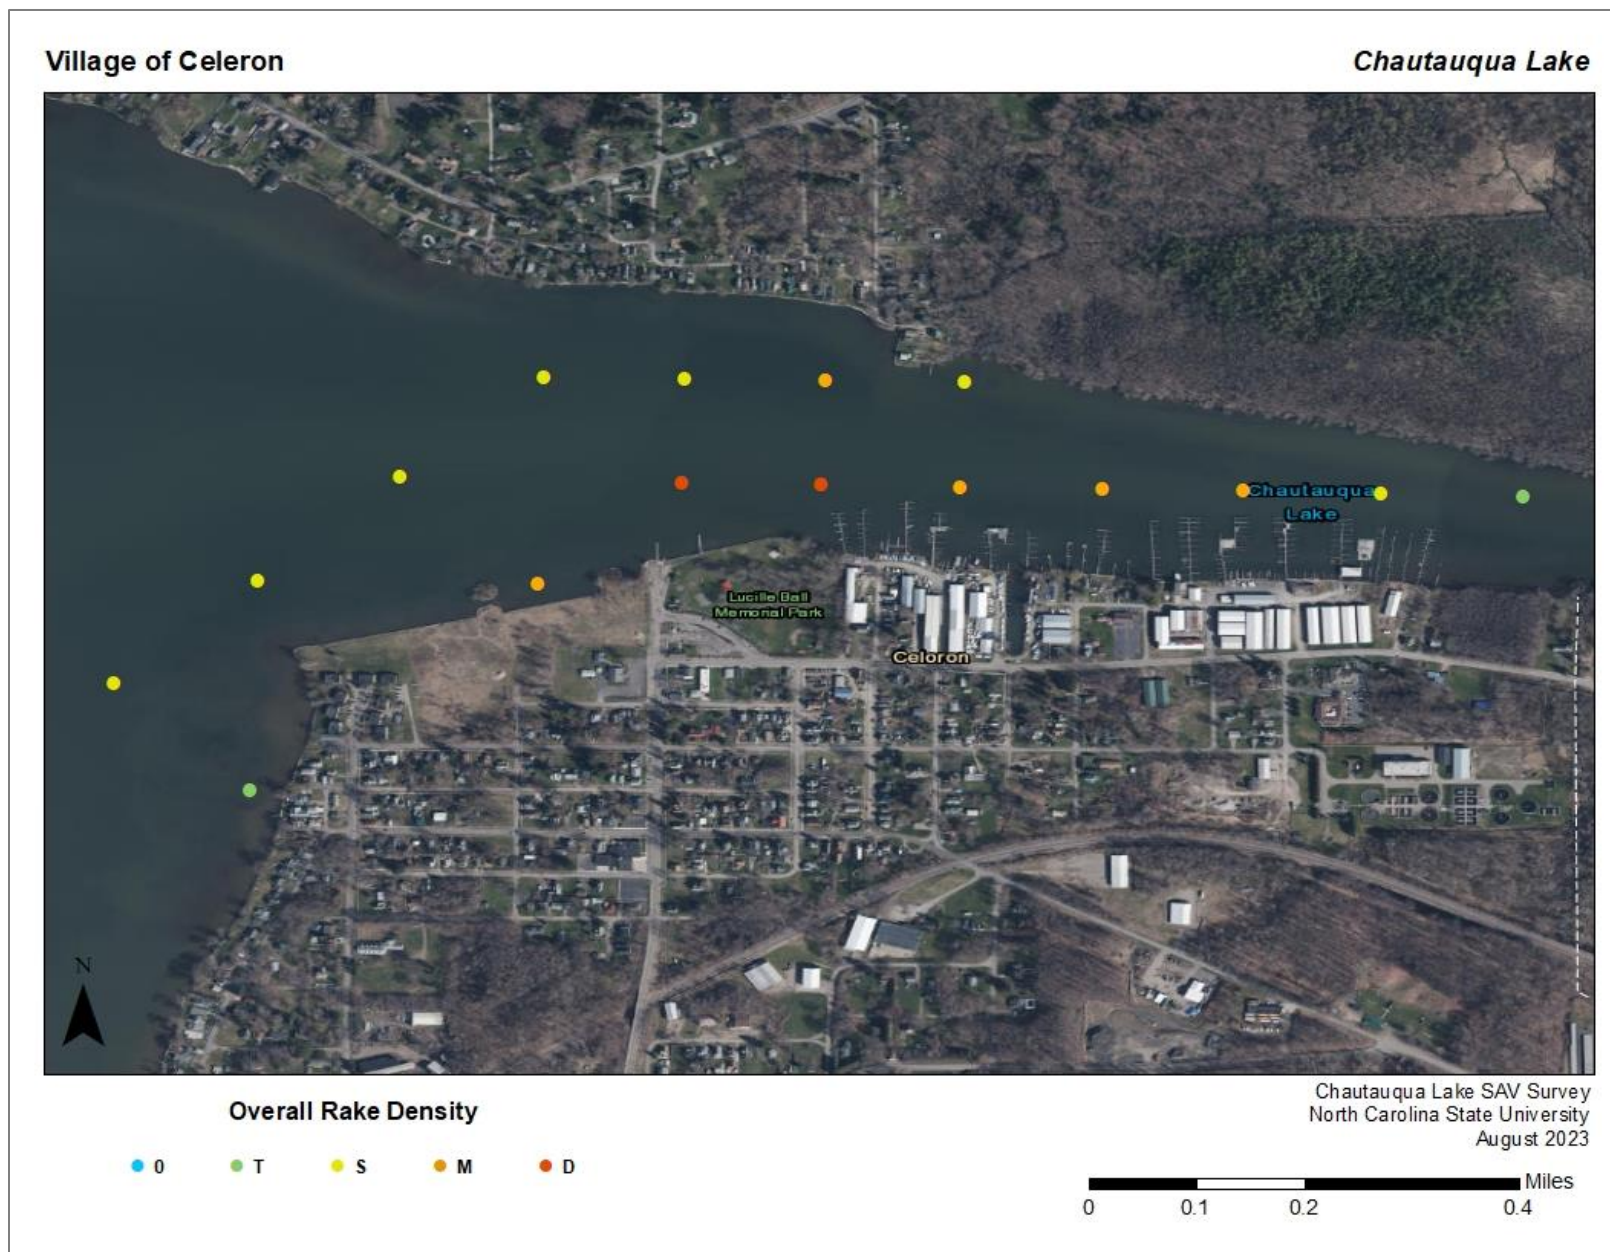 Village of Celeron
Chautauqua Lake
Chautauqua
Lake
Lucille Ball
Memorial Park
Celoron
N
Chautauqua Lake SAV Survey
North Carolina State University
August 2023
Overall Rake Density
0 T S M D
Miles
0 0.1 0.2 0.4